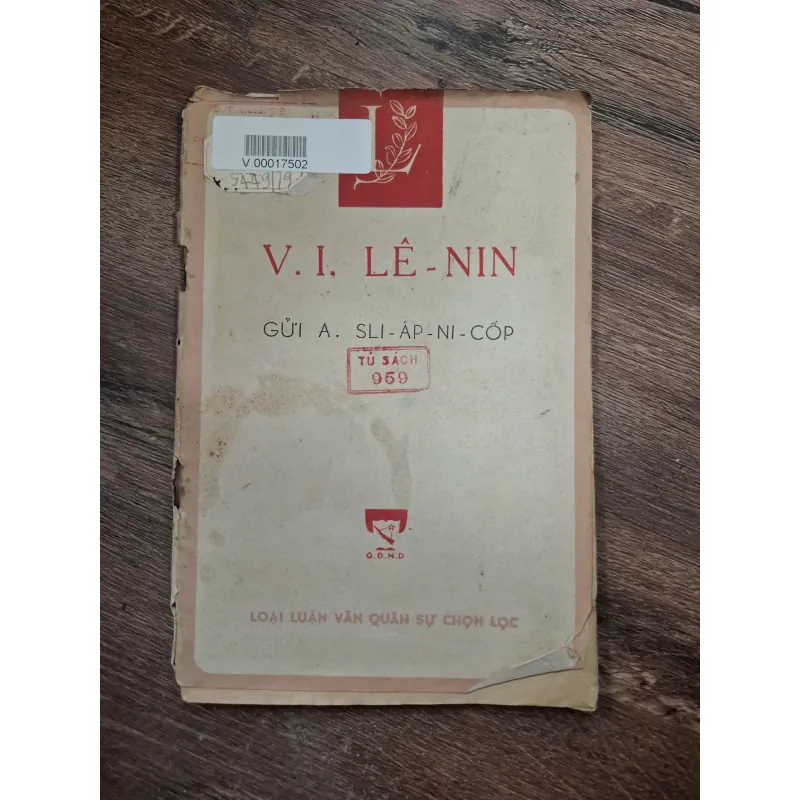 V.00017502
L
V. I. LÊ-NIN
GỬI A. SLI-ÁP-NI-CỐP
TỦ SÁCH
959
Q.Đ.N.D
LOẠI LUẬN VĂN QUÂN SỰ CHỌN LỌC